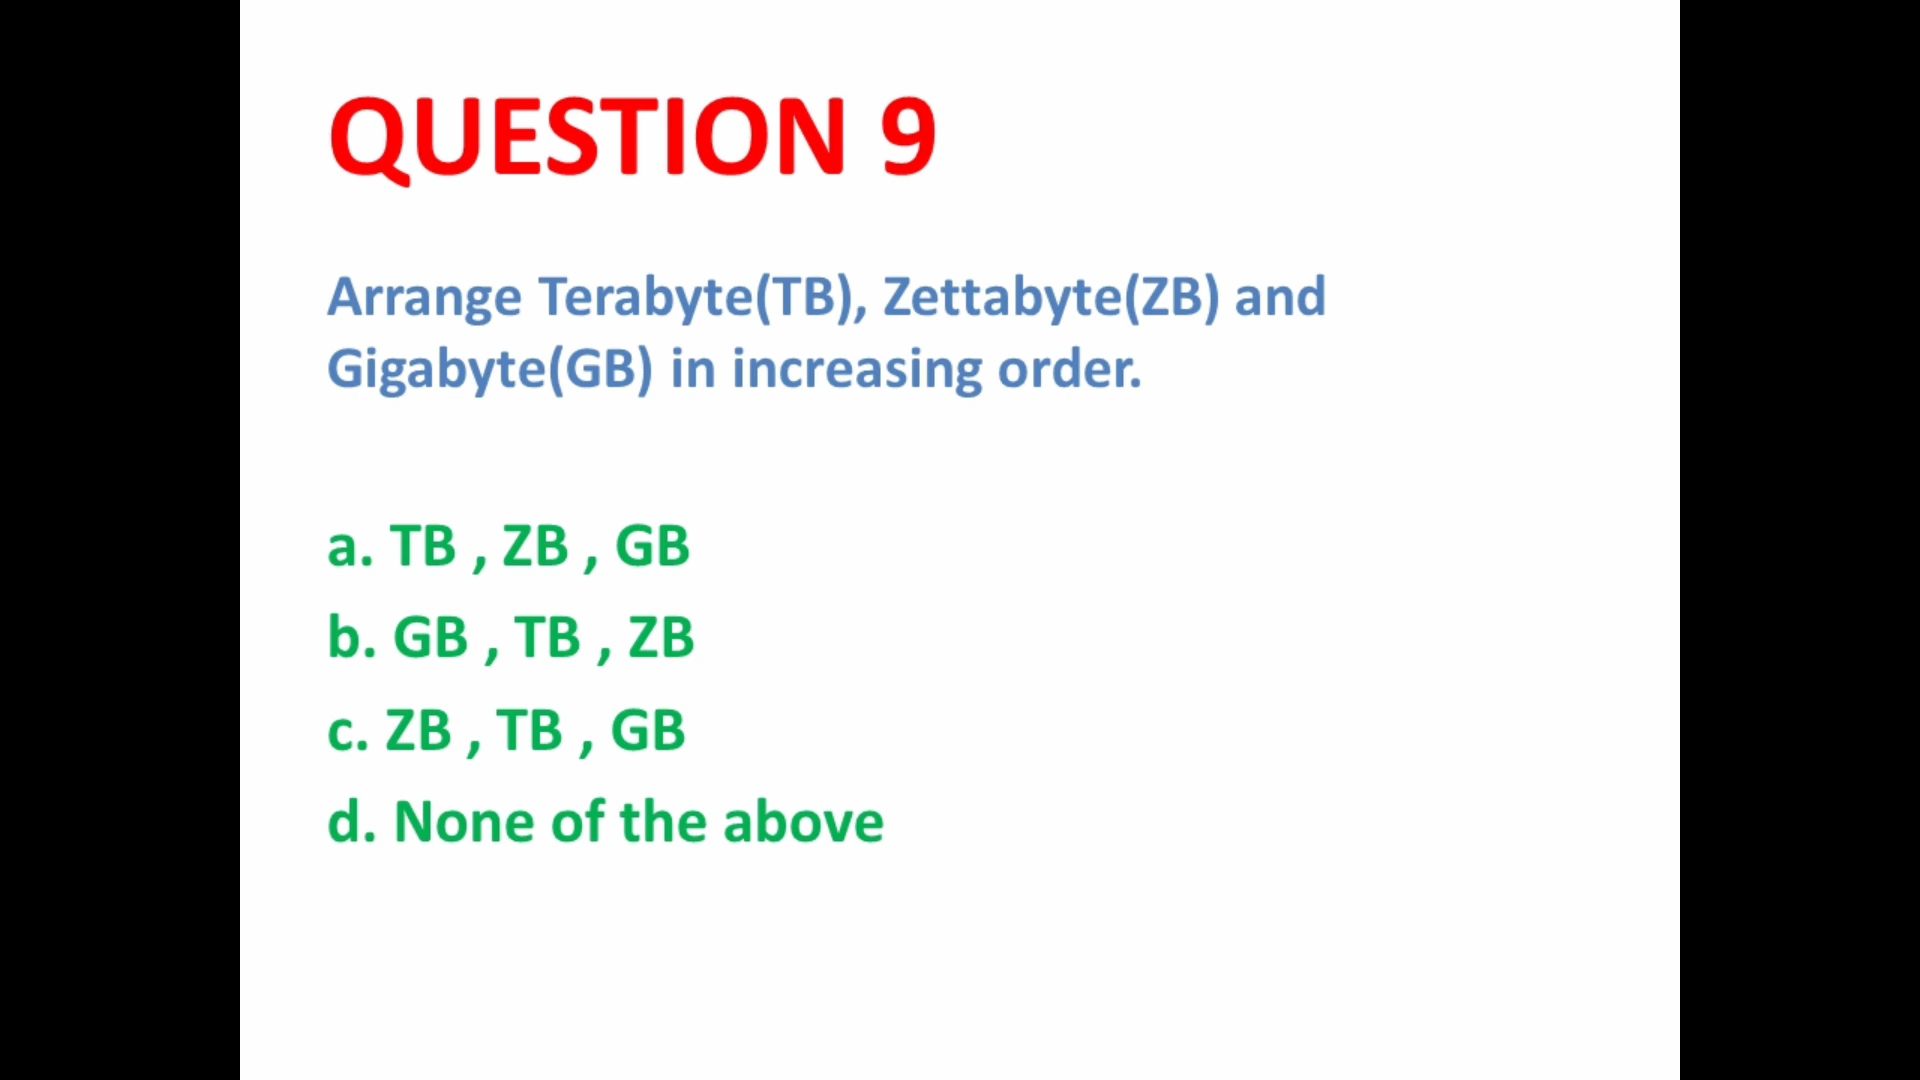 QUESTION 9
Arrange Terabyte(TB), Zettabyte(ZB) and
Gigabyte(GB) in increasing order.
a. TB , ZB , GB
b. GB , TB , ZB
c. ZB , TB , GB
d. None of the above